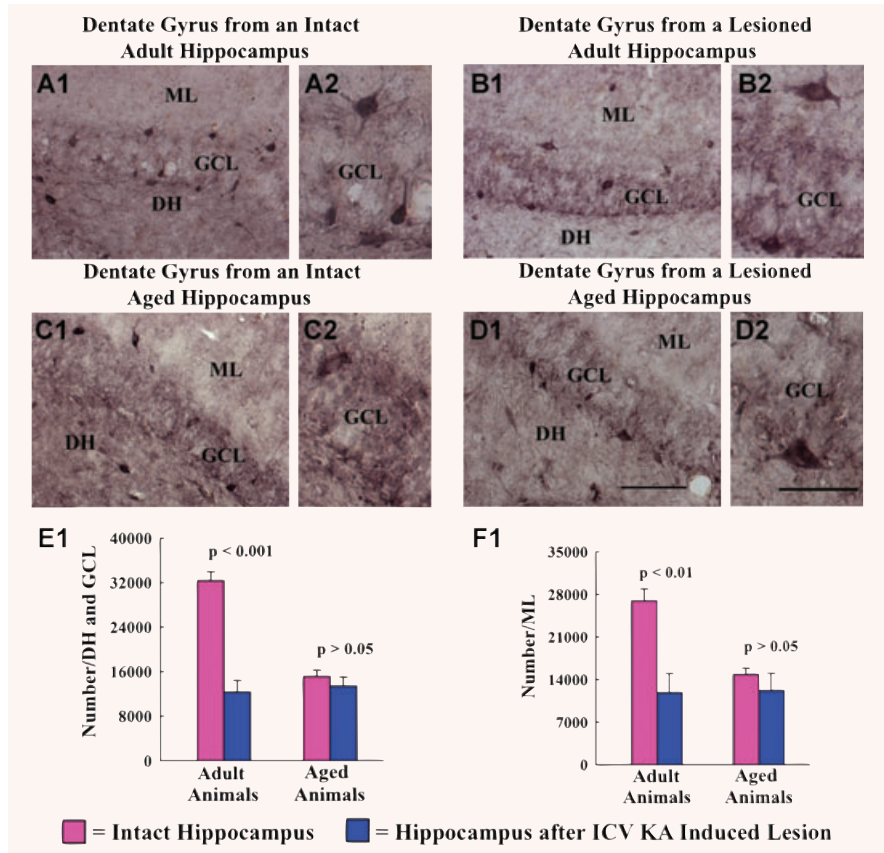 Dentate Gyrus from an Intact
Adult Hippocampus
Dentate Gyrus from a Lesioned
Adult Hippocampus
A1
ML
GCL
DH
A2
GCL
B1
ML
GCL
DH
B2
GCL
Dentate Gyrus from an Intact
Aged Hippocampus
Dentate Gyrus from a Lesioned
Aged Hippocampus
C1
ML
DH
GCL
C2
GCL
D1
ML
GCL
DH
D2
GCL
E1
Number/DH and GCL
40000
32000
24000
16000
8000
0
p < 0.001
p > 0.05
Adult
Animals
Aged
Animals
F1
Number/ML
35000
28000
21000
14000
7000
0
p < 0.01
p > 0.05
Adult
Animals
Aged
Animals
= Intact Hippocampus
= Hippocampus after ICV KA Induced Lesion